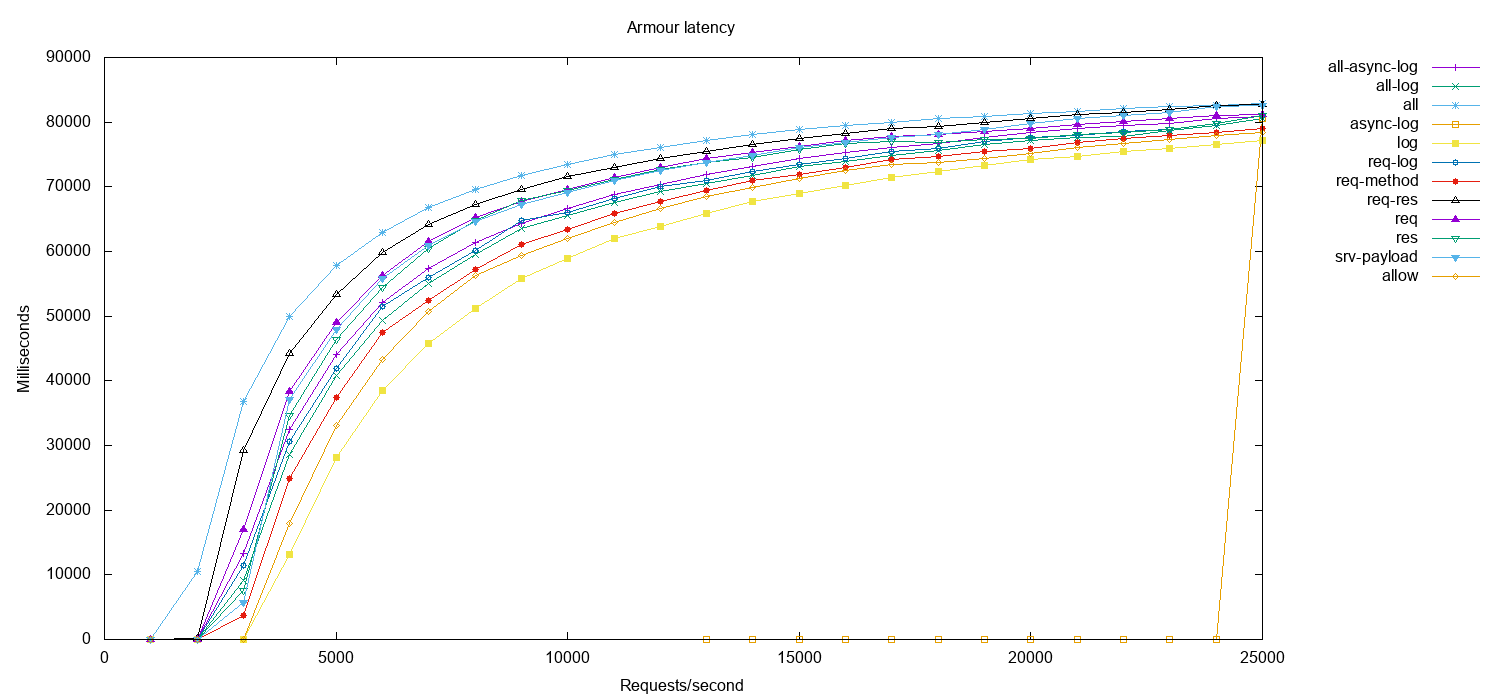 Armour latency
90000
80000
70000
60000
50000
40000
30000
20000
10000
0
Milliseconds
0 5000 10000 15000 20000 25000
Requests/second
all-async-log
all-log
all
async-log
log
req-log
req-method
req-res
req
res
srv-payload
allow